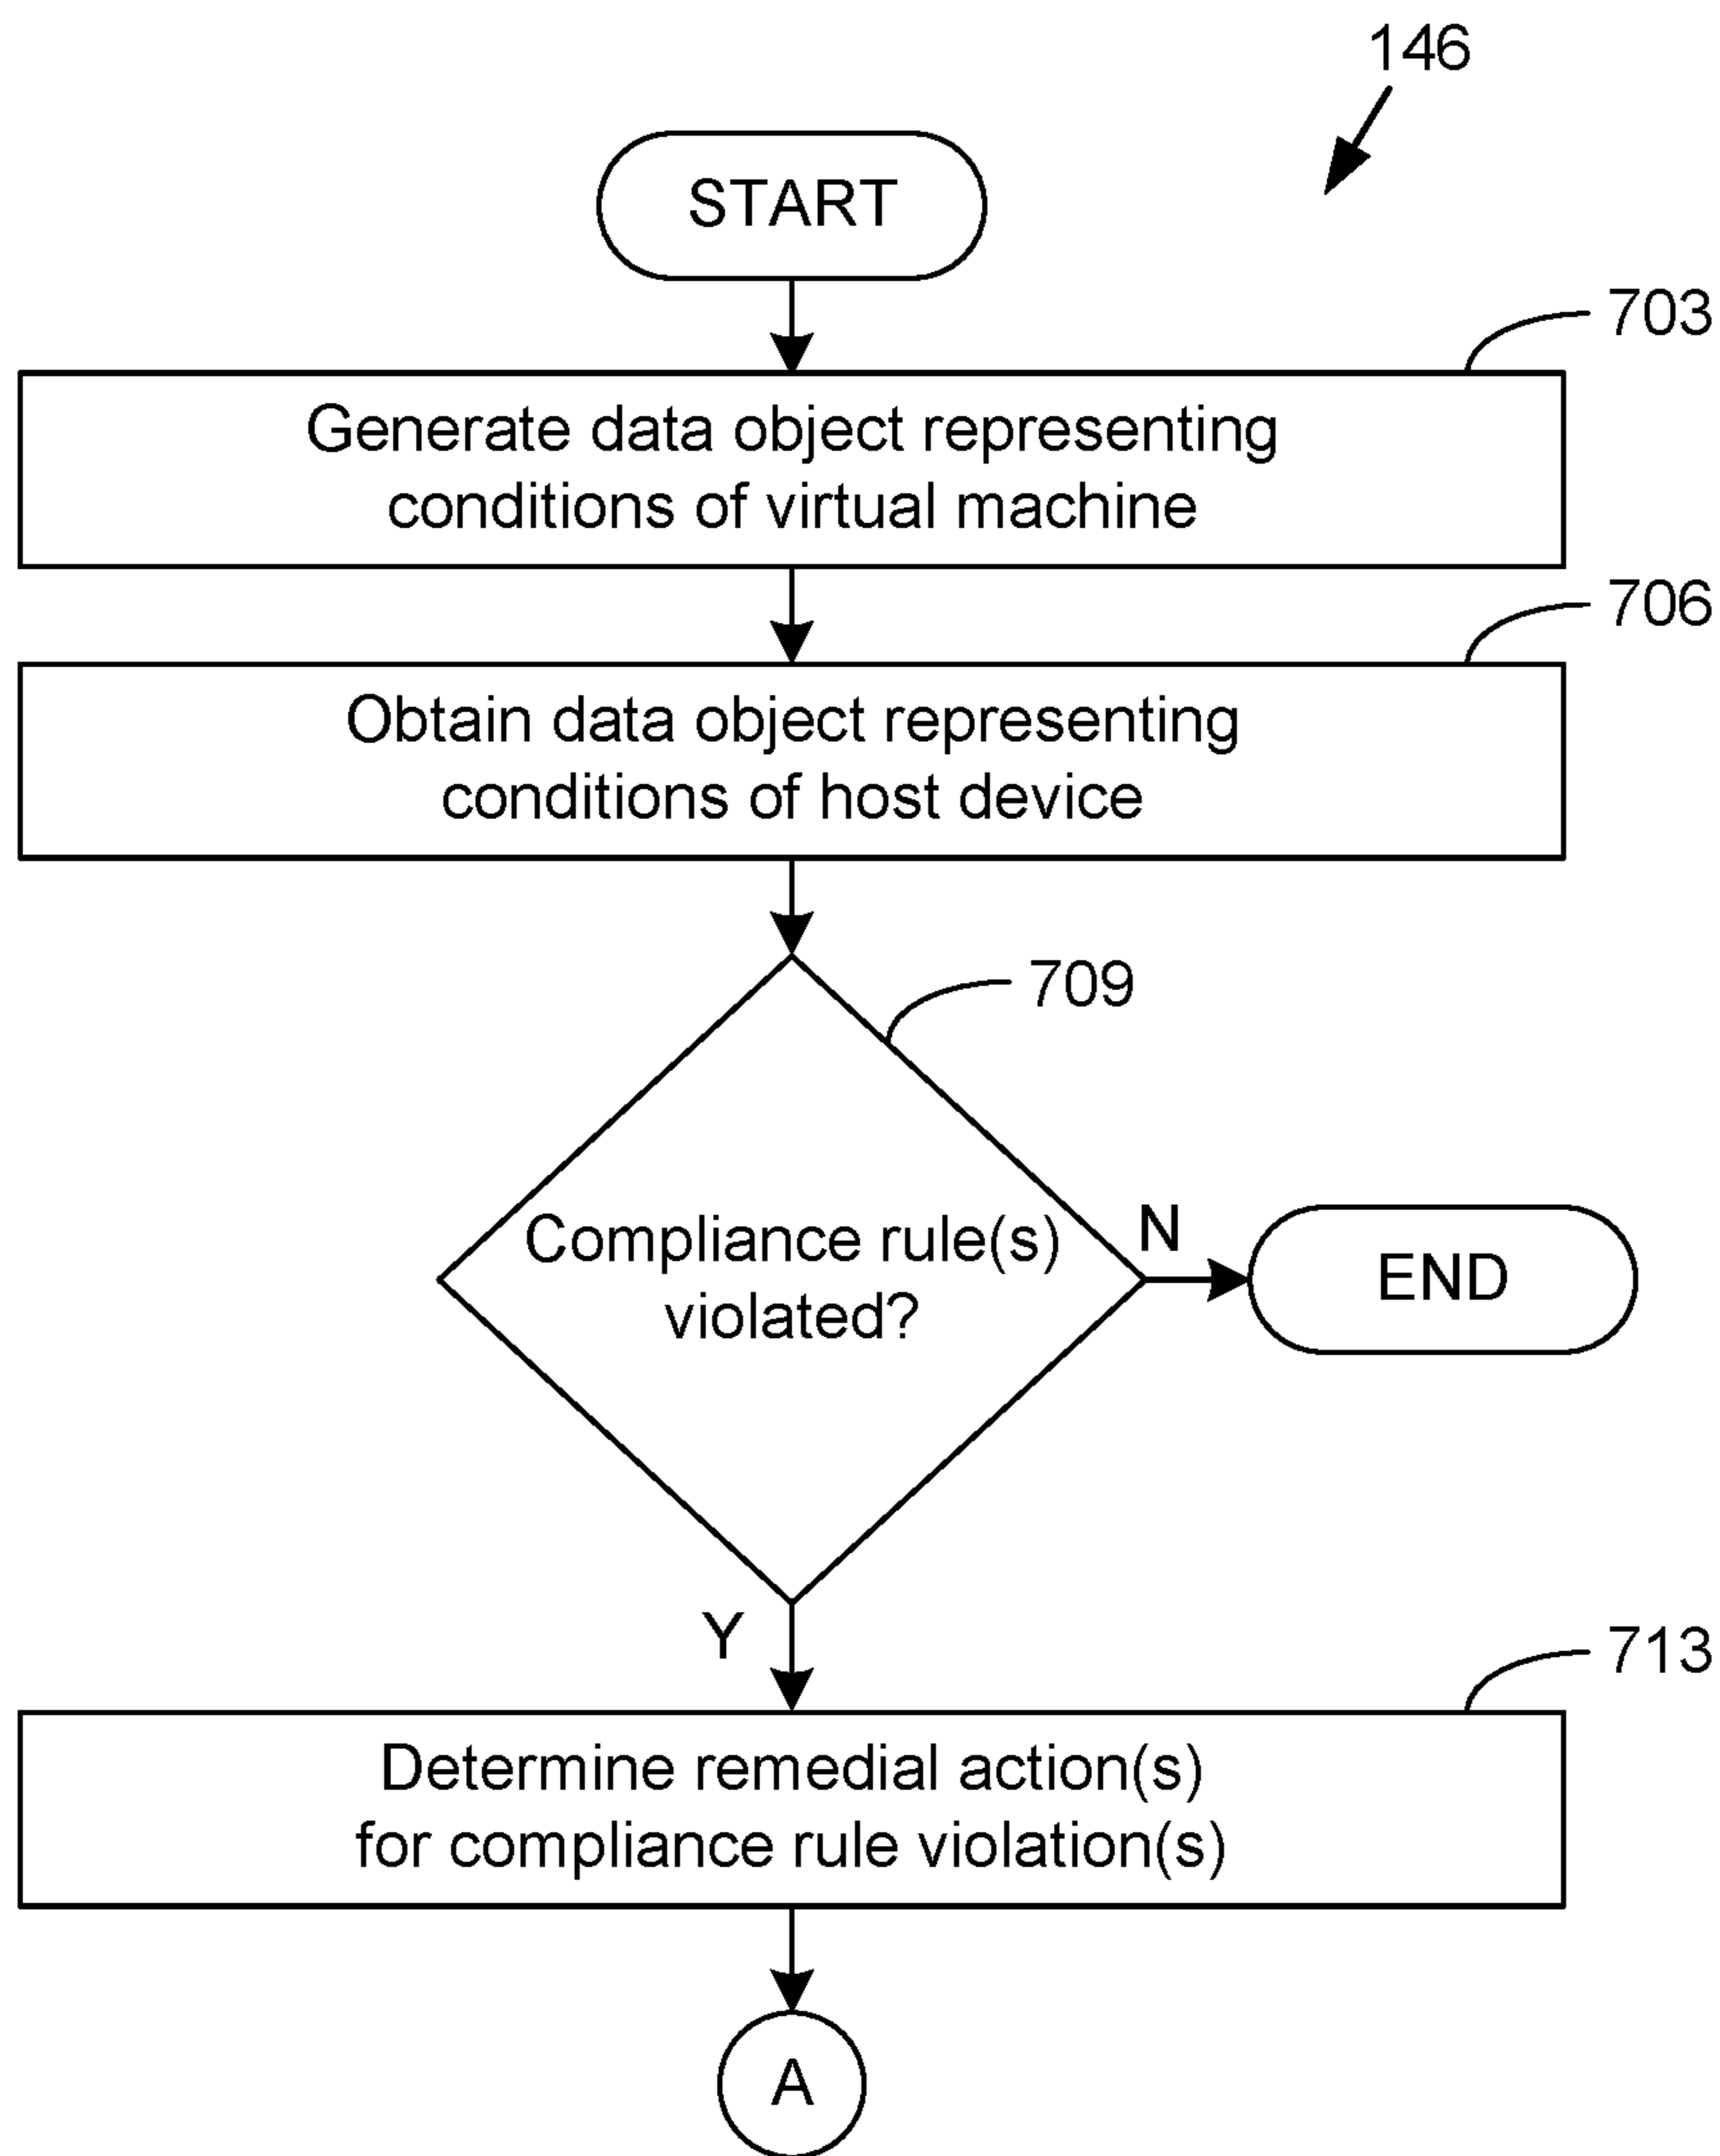 146
START
703
Generate data object representing
conditions of virtual machine
706
Obtain data object representing
conditions of host device
709
Compliance rule(s)
violated?
N
END
Y
713
Determine remedial action(s)
for compliance rule violation(s)
A